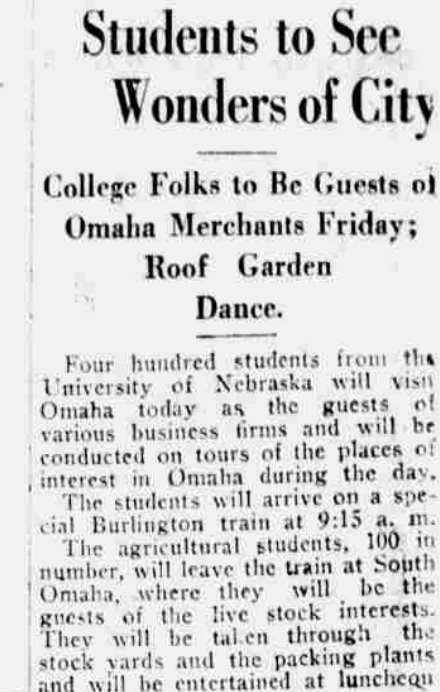 Students to See
Wonders of City
College Folks to Be Guests of
Omaha Merchants Friday;
Roof Garden
Dance.
Four hundred students from the
University of Nebraska will visit
Omaha today as the guests of
various business firms and will be
conducted on tours of the places of
interest in Omaha during the day.
The students will arrive on a spe-
cial Burlington train at 9:15 a. m.
The agricultural students, 100 in
number, will leave the train at South
Omaha, where they will be the
guests of the live stock interests.
They will be taken through the
stock yards and the packing plants
and will be entertained at luncheon